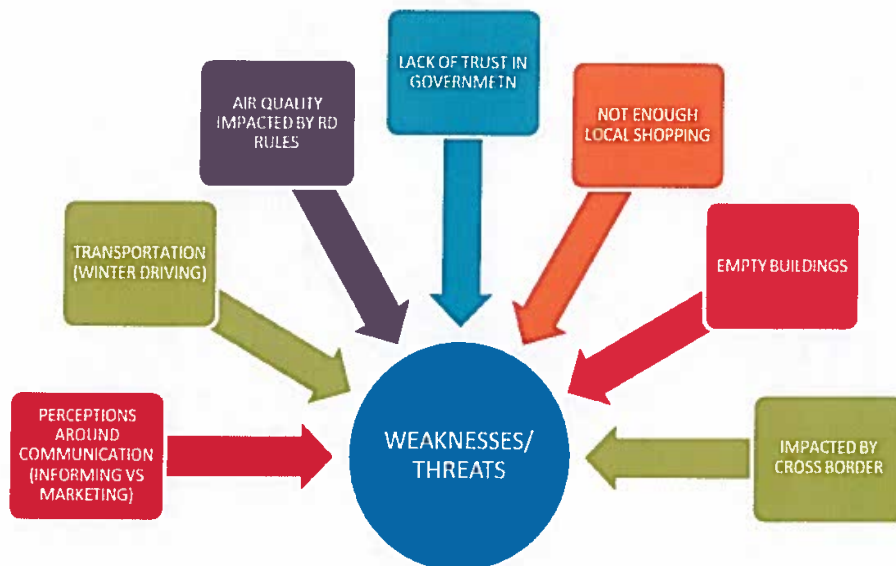 LACK OF TRUST IN
GOVERNMETN
AIR QUALITY
IMPACTED BY RD
RULES
NOT ENOUGH
LOCAL SHOPPING
TRANSPORTATION
(WINTER DRIVING)
EMPTY BUILDINGS
PERCEPTIONS
AROUND
COMMUNICATION
(INFORMING VS
MARKETING)
WEAKNESSES/
THREATS
IMPACTED BY
CROSS BORDER